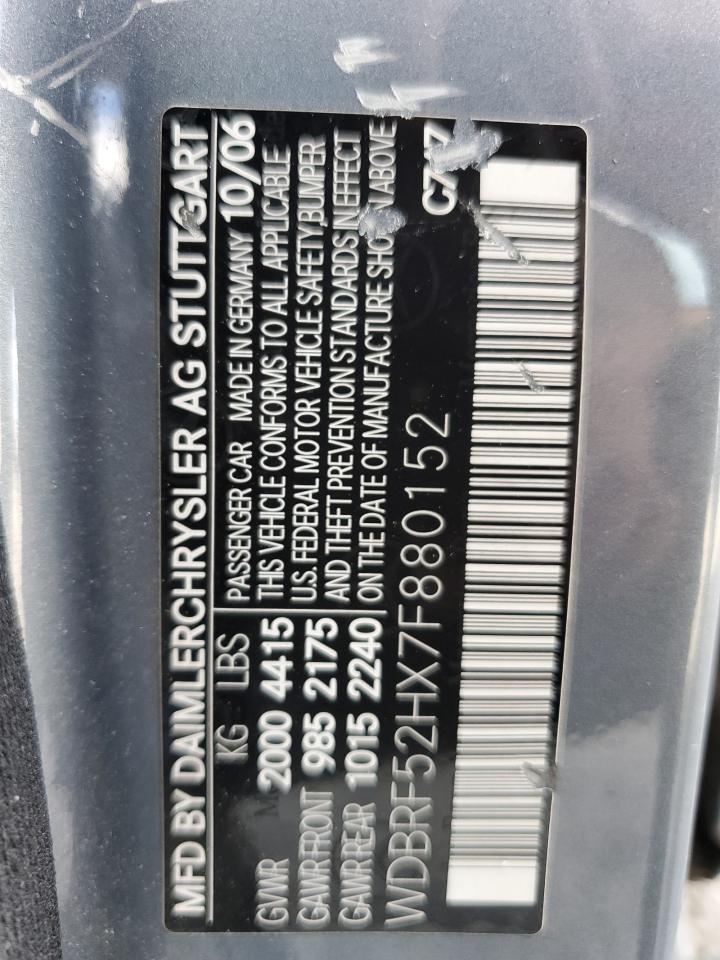 MFD BY DAIMLERCHRYSLER AG STUTTGART
KG LBS
GVWR 2000 4415
GAWR FRONT 985 2175
GAWR REAR 1015 2240
PASSENGER CAR MADE IN GERMANY 10/06
THIS VEHICLE CONFORMS TO ALL APPLICABLE
U.S. FEDERAL MOTOR VEHICLE SAFETY, BUMPER
AND THEFT PREVENTION STANDARDS IN EFFECT
ON THE DATE OF MANUFACTURE SHOWN ABOVE:
WDBRF52HX7F880152